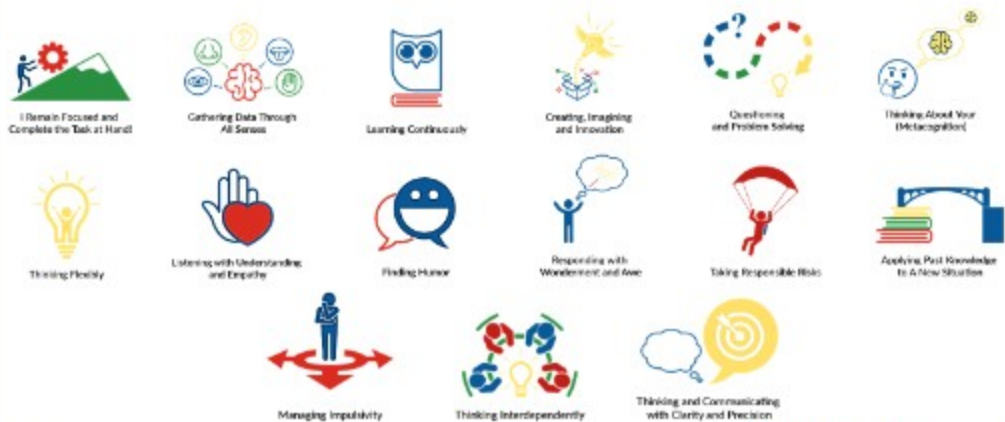 I Remain Focused and
Complete the Task at Hand!
Gathering Data Through
All Senses
Learning Continuously
Creating, Imagining
and Innovation
Questioning
and Problem Solving
Thinking About Your
(Metacognition)
Thinking Flexibly
Listening with Understanding
and Empathy
Finding Humor
Responding with
Wonderment and Awe
Taking Responsible Risks
Applying Past Knowledge
to A New Situation
Managing Impulsivity
Thinking Interdependently
Thinking and Communicating
with Clarity and Precision